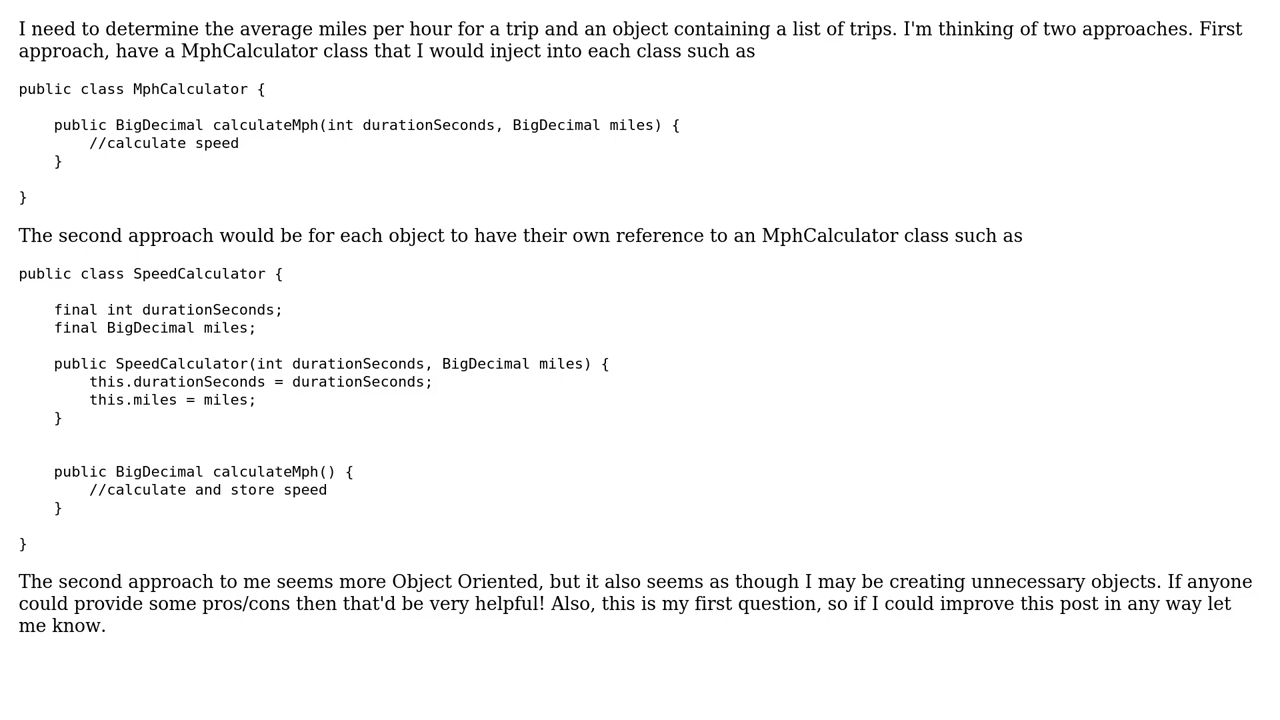 I need to determine the average miles per hour for a trip and an object containing a list of trips. I'm thinking of two approaches. First
approach, have a MphCalculator class that I would inject into each class such as
public class MphCalculator {
    public BigDecimal calculateMph(int durationSeconds, BigDecimal miles) {
        //calculate speed
    }
}
The second approach would be for each object to have their own reference to an MphCalculator class such as
public class SpeedCalculator {
    final int durationSeconds;
    final BigDecimal miles;
    public SpeedCalculator(int durationSeconds, BigDecimal miles) {
        this.durationSeconds = durationSeconds;
        this.miles = miles;
    }
    public BigDecimal calculateMph() {
        //calculate and store speed
    }
}
The second approach to me seems more Object Oriented, but it also seems as though I may be creating unnecessary objects. If anyone
could provide some pros/cons then that'd be very helpful! Also, this is my first question, so if I could improve this post in any way let
me know.